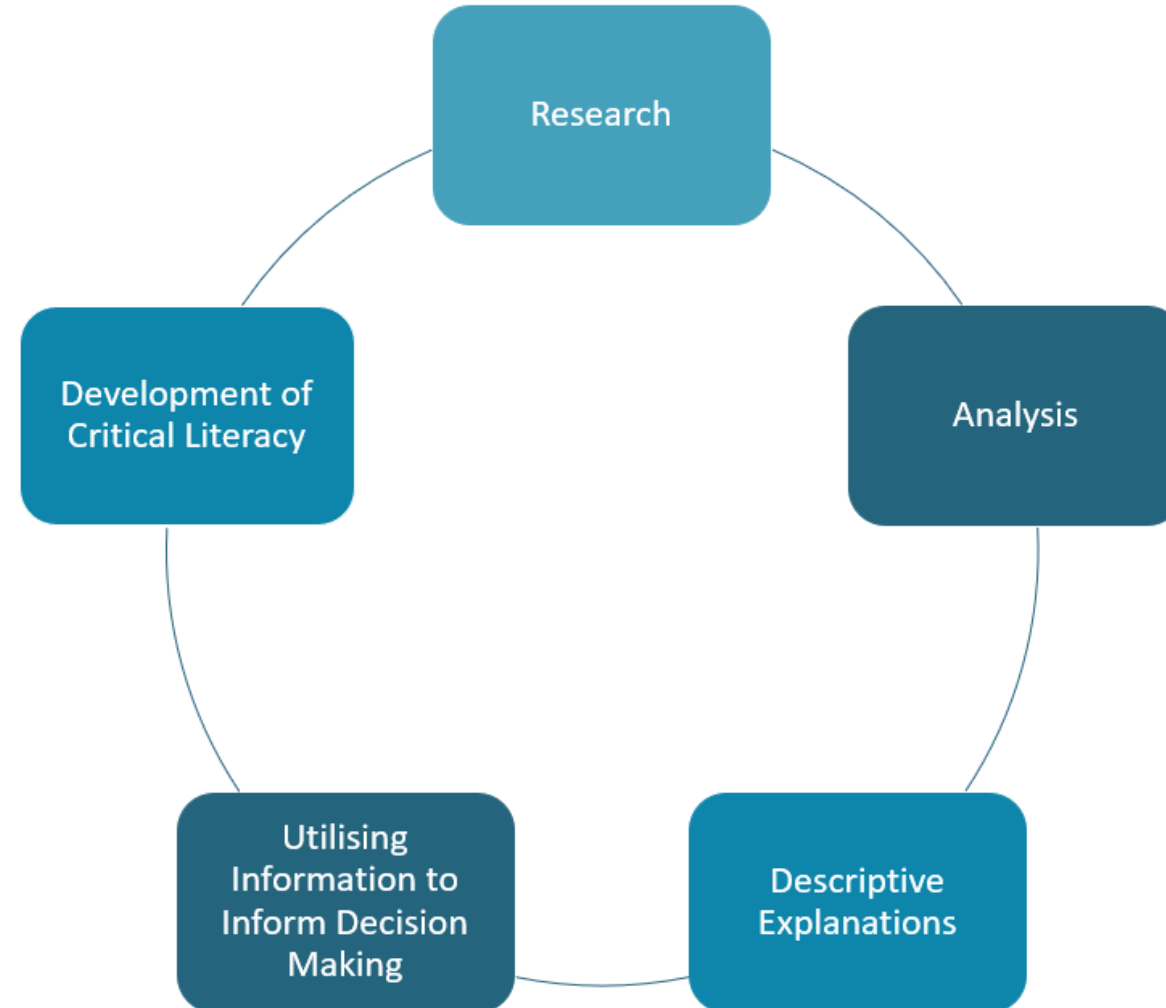 Research
Analysis
Descriptive
Explanations
Utilising
Information to
Inform Decision
Making
Development of
Critical Literacy